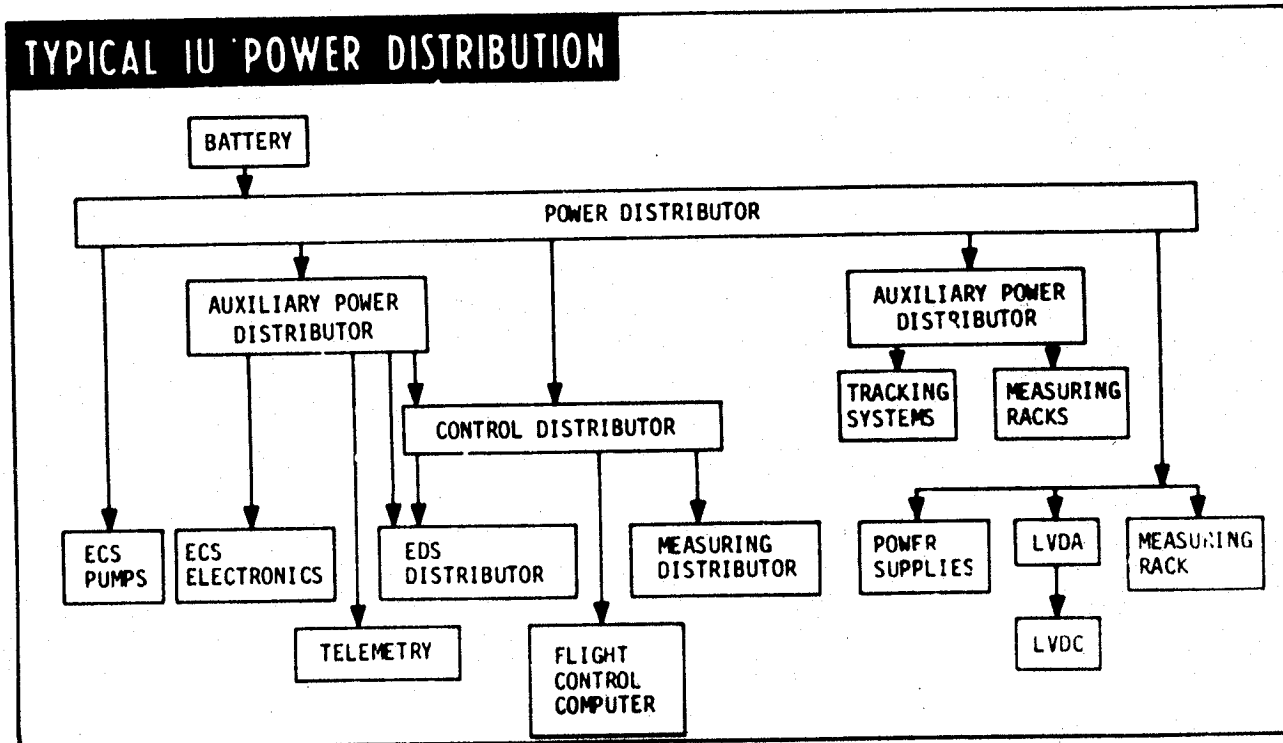 TYPICAL IU POWER DISTRIBUTION
BATTERY
POWER DISTRIBUTOR
AUXILIARY POWER
DISTRIBUTOR
AUXILIARY POWER
DISTRIBUTOR
TRACKING
SYSTEMS
MEASURING
RACKS
CONTROL DISTRIBUTOR
ECS
PUMPS
ECS
ELECTRONICS
EDS
DISTRIBUTOR
MEASURING
DISTRIBUTOR
POWER
SUPPLIES
LVDA
MEASURING
RACK
TELEMETRY
FLIGHT
CONTROL
COMPUTER
LVDC